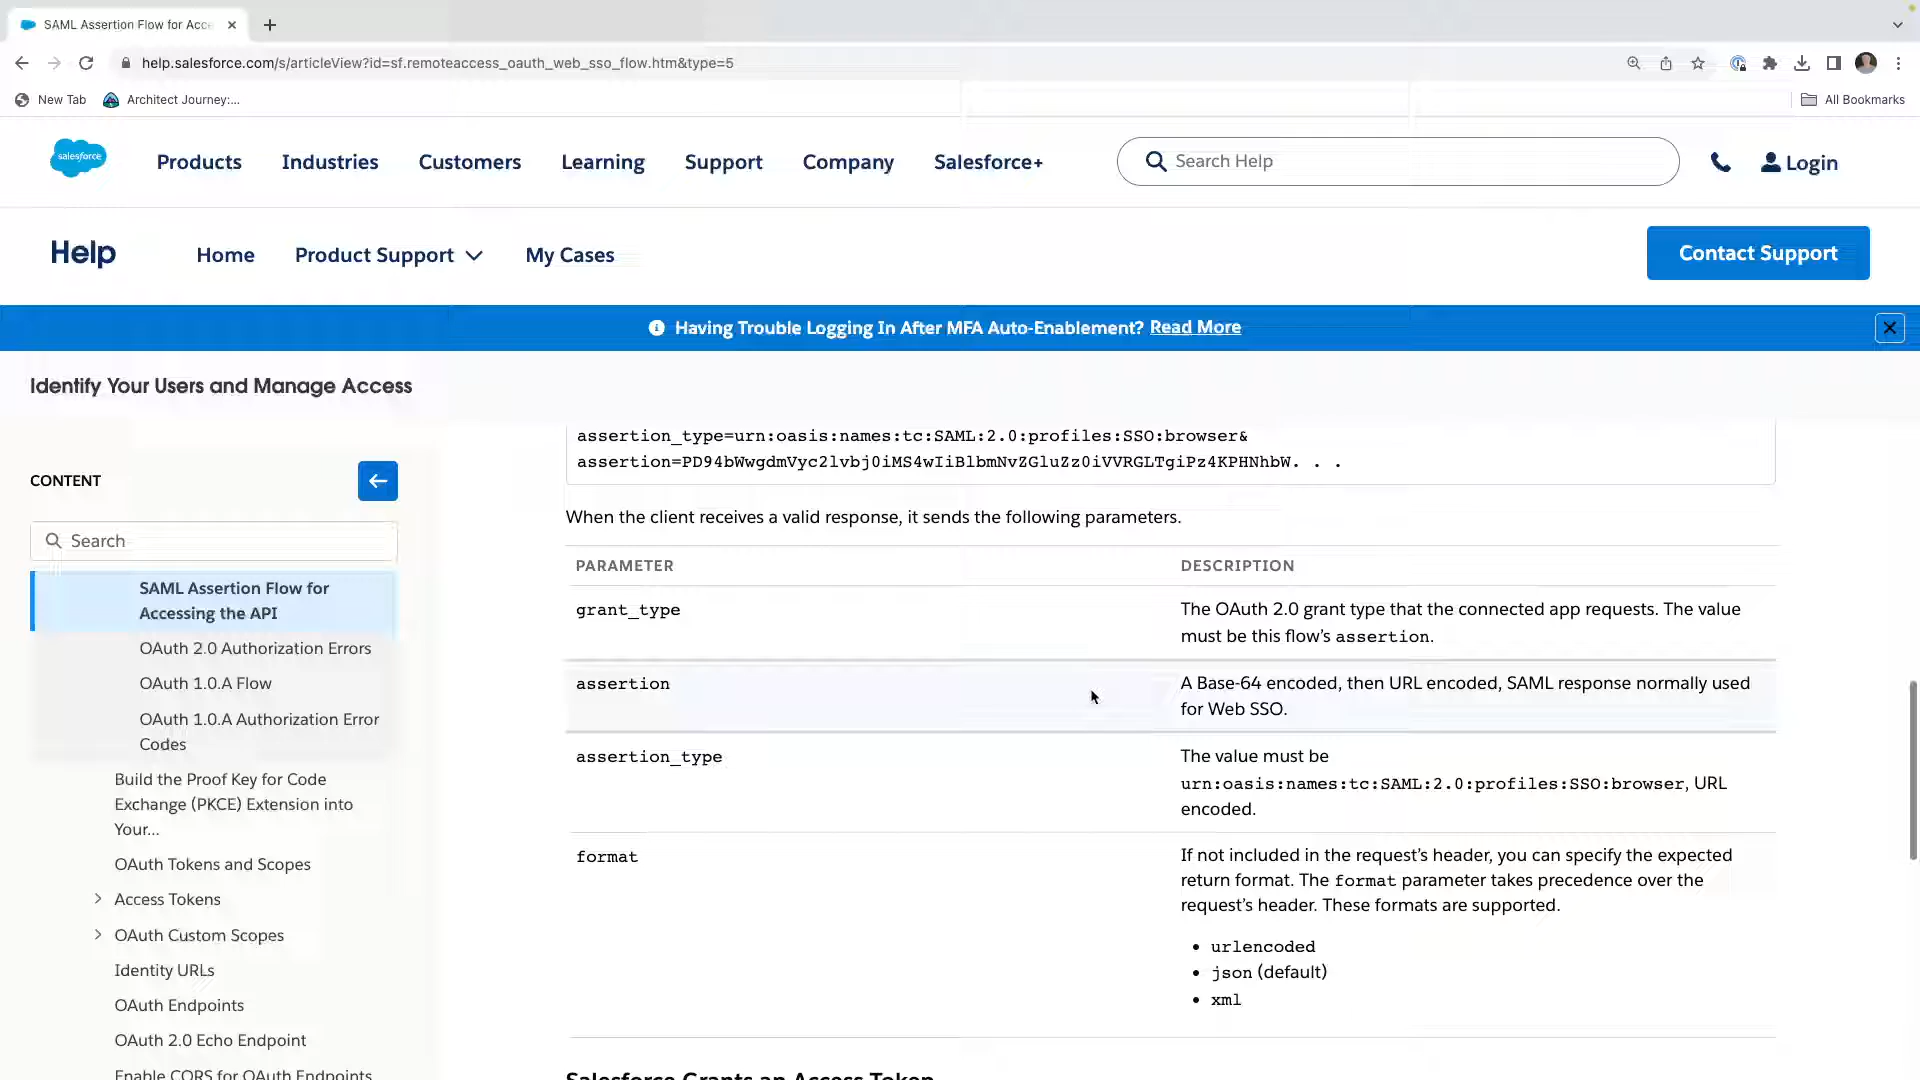 SAML Assertion Flow for Acce
help.salesforce.com/s/articleView?id=sf.remoteaccess_oauth_web_sso_flow.htm&type=5
New Tab
Architect Journey:...
All Bookmarks
salesforce
Products
Industries
Customers
Learning
Support
Company
Salesforce+
Search Help
Login
Help
Home
Product Support
My Cases
Contact Support
Having Trouble Logging In After MFA Auto-Enablement? Read More
Identify Your Users and Manage Access
CONTENT
Search
SAML Assertion Flow for
Accessing the API
OAuth 2.0 Authorization Errors
OAuth 1.0.A Flow
OAuth 1.0.A Authorization Error
Codes
Build the Proof Key for Code
Exchange (PKCE) Extension into
Your...
OAuth Tokens and Scopes
Access Tokens
OAuth Custom Scopes
Identity URLs
OAuth Endpoints
OAuth 2.0 Echo Endpoint
Enable CORS for OAuth Endpoints
assertion_type=urn:oasis:names:tc:SAML:2.0:profiles:SSO:browser&
assertion=PD94bWwgdmVyc2lvbj0iMS4wIiBlbmNvZGluZz0iVVRGLTgiPz4KPHNhbW. . .
When the client receives a valid response, it sends the following parameters.
PARAMETER
DESCRIPTION
grant_type
The OAuth 2.0 grant type that the connected app requests. The value
must be this flow’s assertion.
assertion
A Base-64 encoded, then URL encoded, SAML response normally used
for Web SSO.
assertion_type
The value must be
urn:oasis:names:tc:SAML:2.0:profiles:SSO:browser, URL
encoded.
format
If not included in the request’s header, you can specify the expected
return format. The format parameter takes precedence over the
request’s header. These formats are supported.
• urlencoded
• json (default)
• xml
Salesforce Grants an Access Token